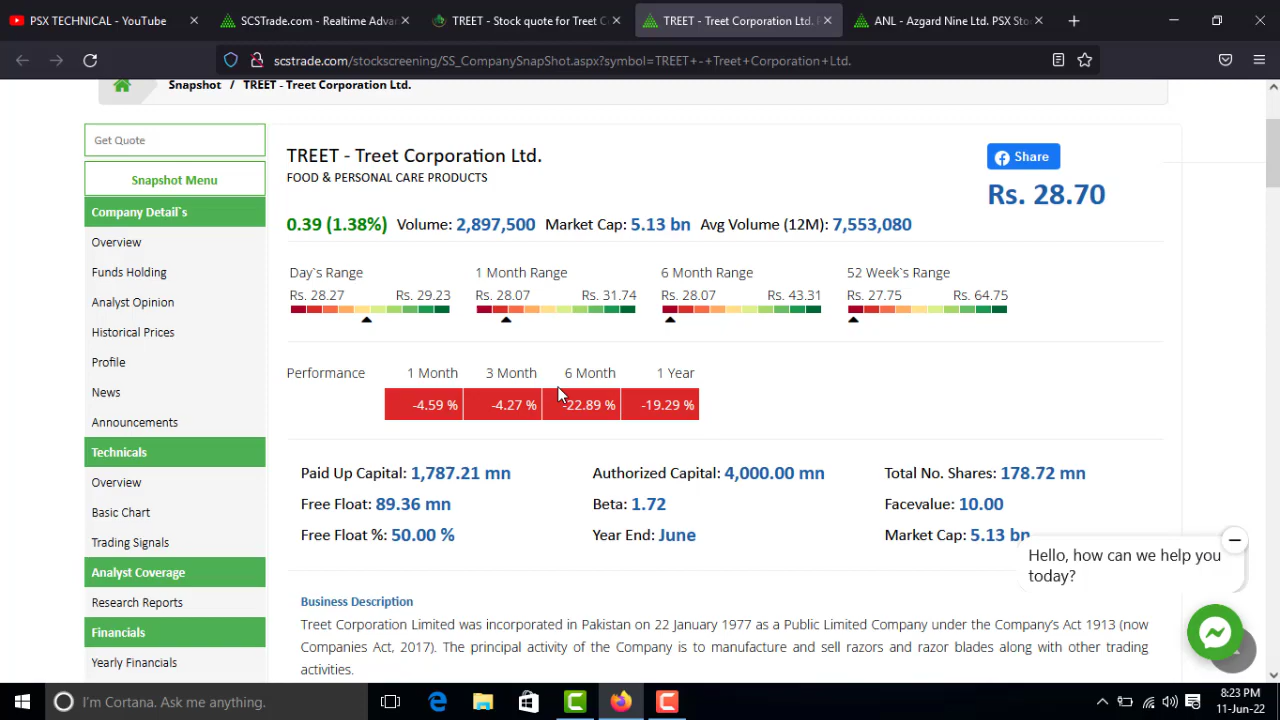 PSX TECHNICAL - YouTube
SCSTrade.com - Realtime Adva
TREET - Stock quote for Treet C
TREET - Treet Corporation Ltd.
ANL - Azgard Nine Ltd. PSX Sto
scstrade.com/stockscreening/SS_CompanySnapShot.aspx?symbol=TREET+-+Treet+Corporation+Ltd.
Snapshot / TREET - Treet Corporation Ltd.
Get Quote
Snapshot Menu
Company Detail`s
Overview
Funds Holding
Analyst Opinion
Historical Prices
Profile
News
Announcements
Technicals
Overview
Basic Chart
Trading Signals
Analyst Coverage
Research Reports
Financials
Yearly Financials
TREET - Treet Corporation Ltd.
FOOD & PERSONAL CARE PRODUCTS
Share
Rs. 28.70
0.39 (1.38%) Volume: 2,897,500 Market Cap: 5.13 bn Avg Volume (12M): 7,553,080
Day`s Range 1 Month Range 6 Month Range 52 Week`s Range
Rs. 28.27 Rs. 29.23 Rs. 28.07 Rs. 31.74 Rs. 28.07 Rs. 43.31 Rs. 27.75 Rs. 64.75
Performance 1 Month 3 Month 6 Month 1 Year
-4.59 % -4.27 % -22.89 % -19.29 %
Paid Up Capital: 1,787.21 mn Authorized Capital: 4,000.00 mn Total No. Shares: 178.72 mn
Free Float: 89.36 mn Beta: 1.72 Facevalue: 10.00
Free Float %: 50.00 % Year End: June Market Cap: 5.13 bn
Hello, how can we help you
today?
Business Description
Treet Corporation Limited was incorporated in Pakistan on 22 January 1977 as a Public Limited Company under the Company's Act 1913 (now
Companies Act, 2017). The principal activity of the Company is to manufacture and sell razors and razor blades along with other trading
activities.
I'm Cortana. Ask me anything.
8:23 PM
11-Jun-22